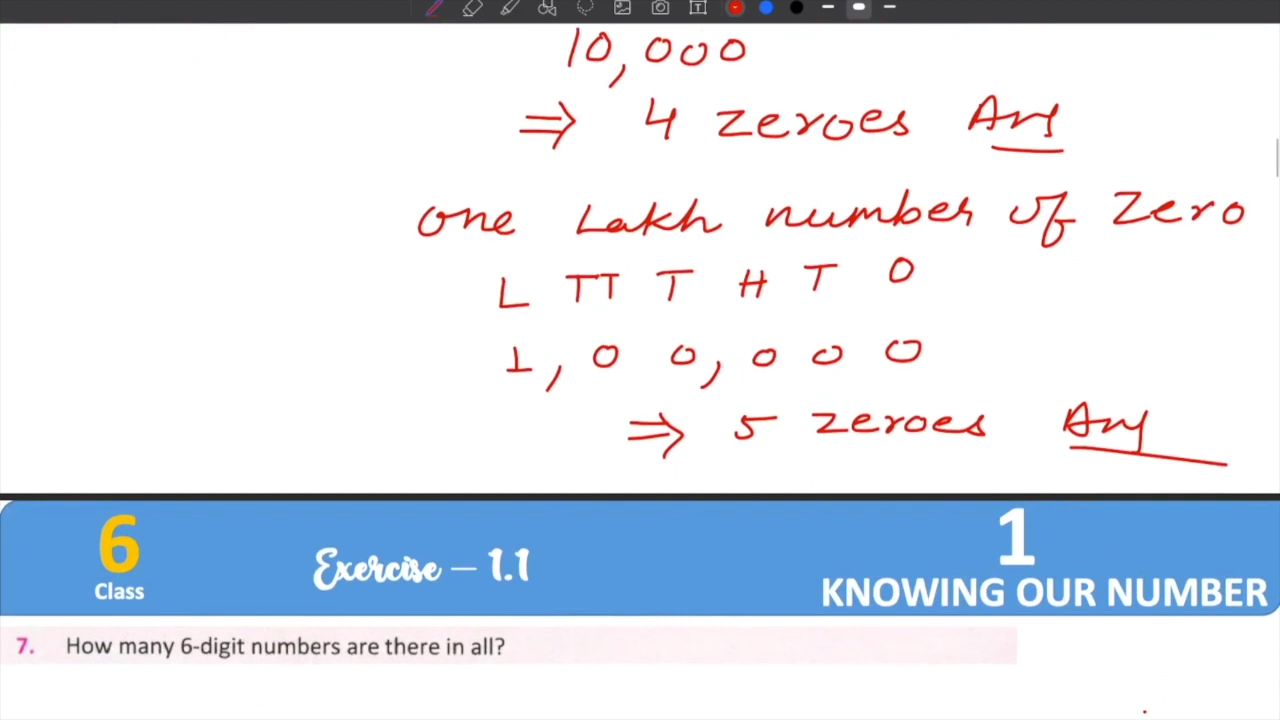 10,000
⇒ 4 zeroes Ans
one Lakh number of Zero
L TT T H T O
1,00,000
⇒ 5 zeroes Ans
6
Class
Exercise – 1.1
1
KNOWING OUR NUMBER
7. How many 6-digit numbers are there in all?